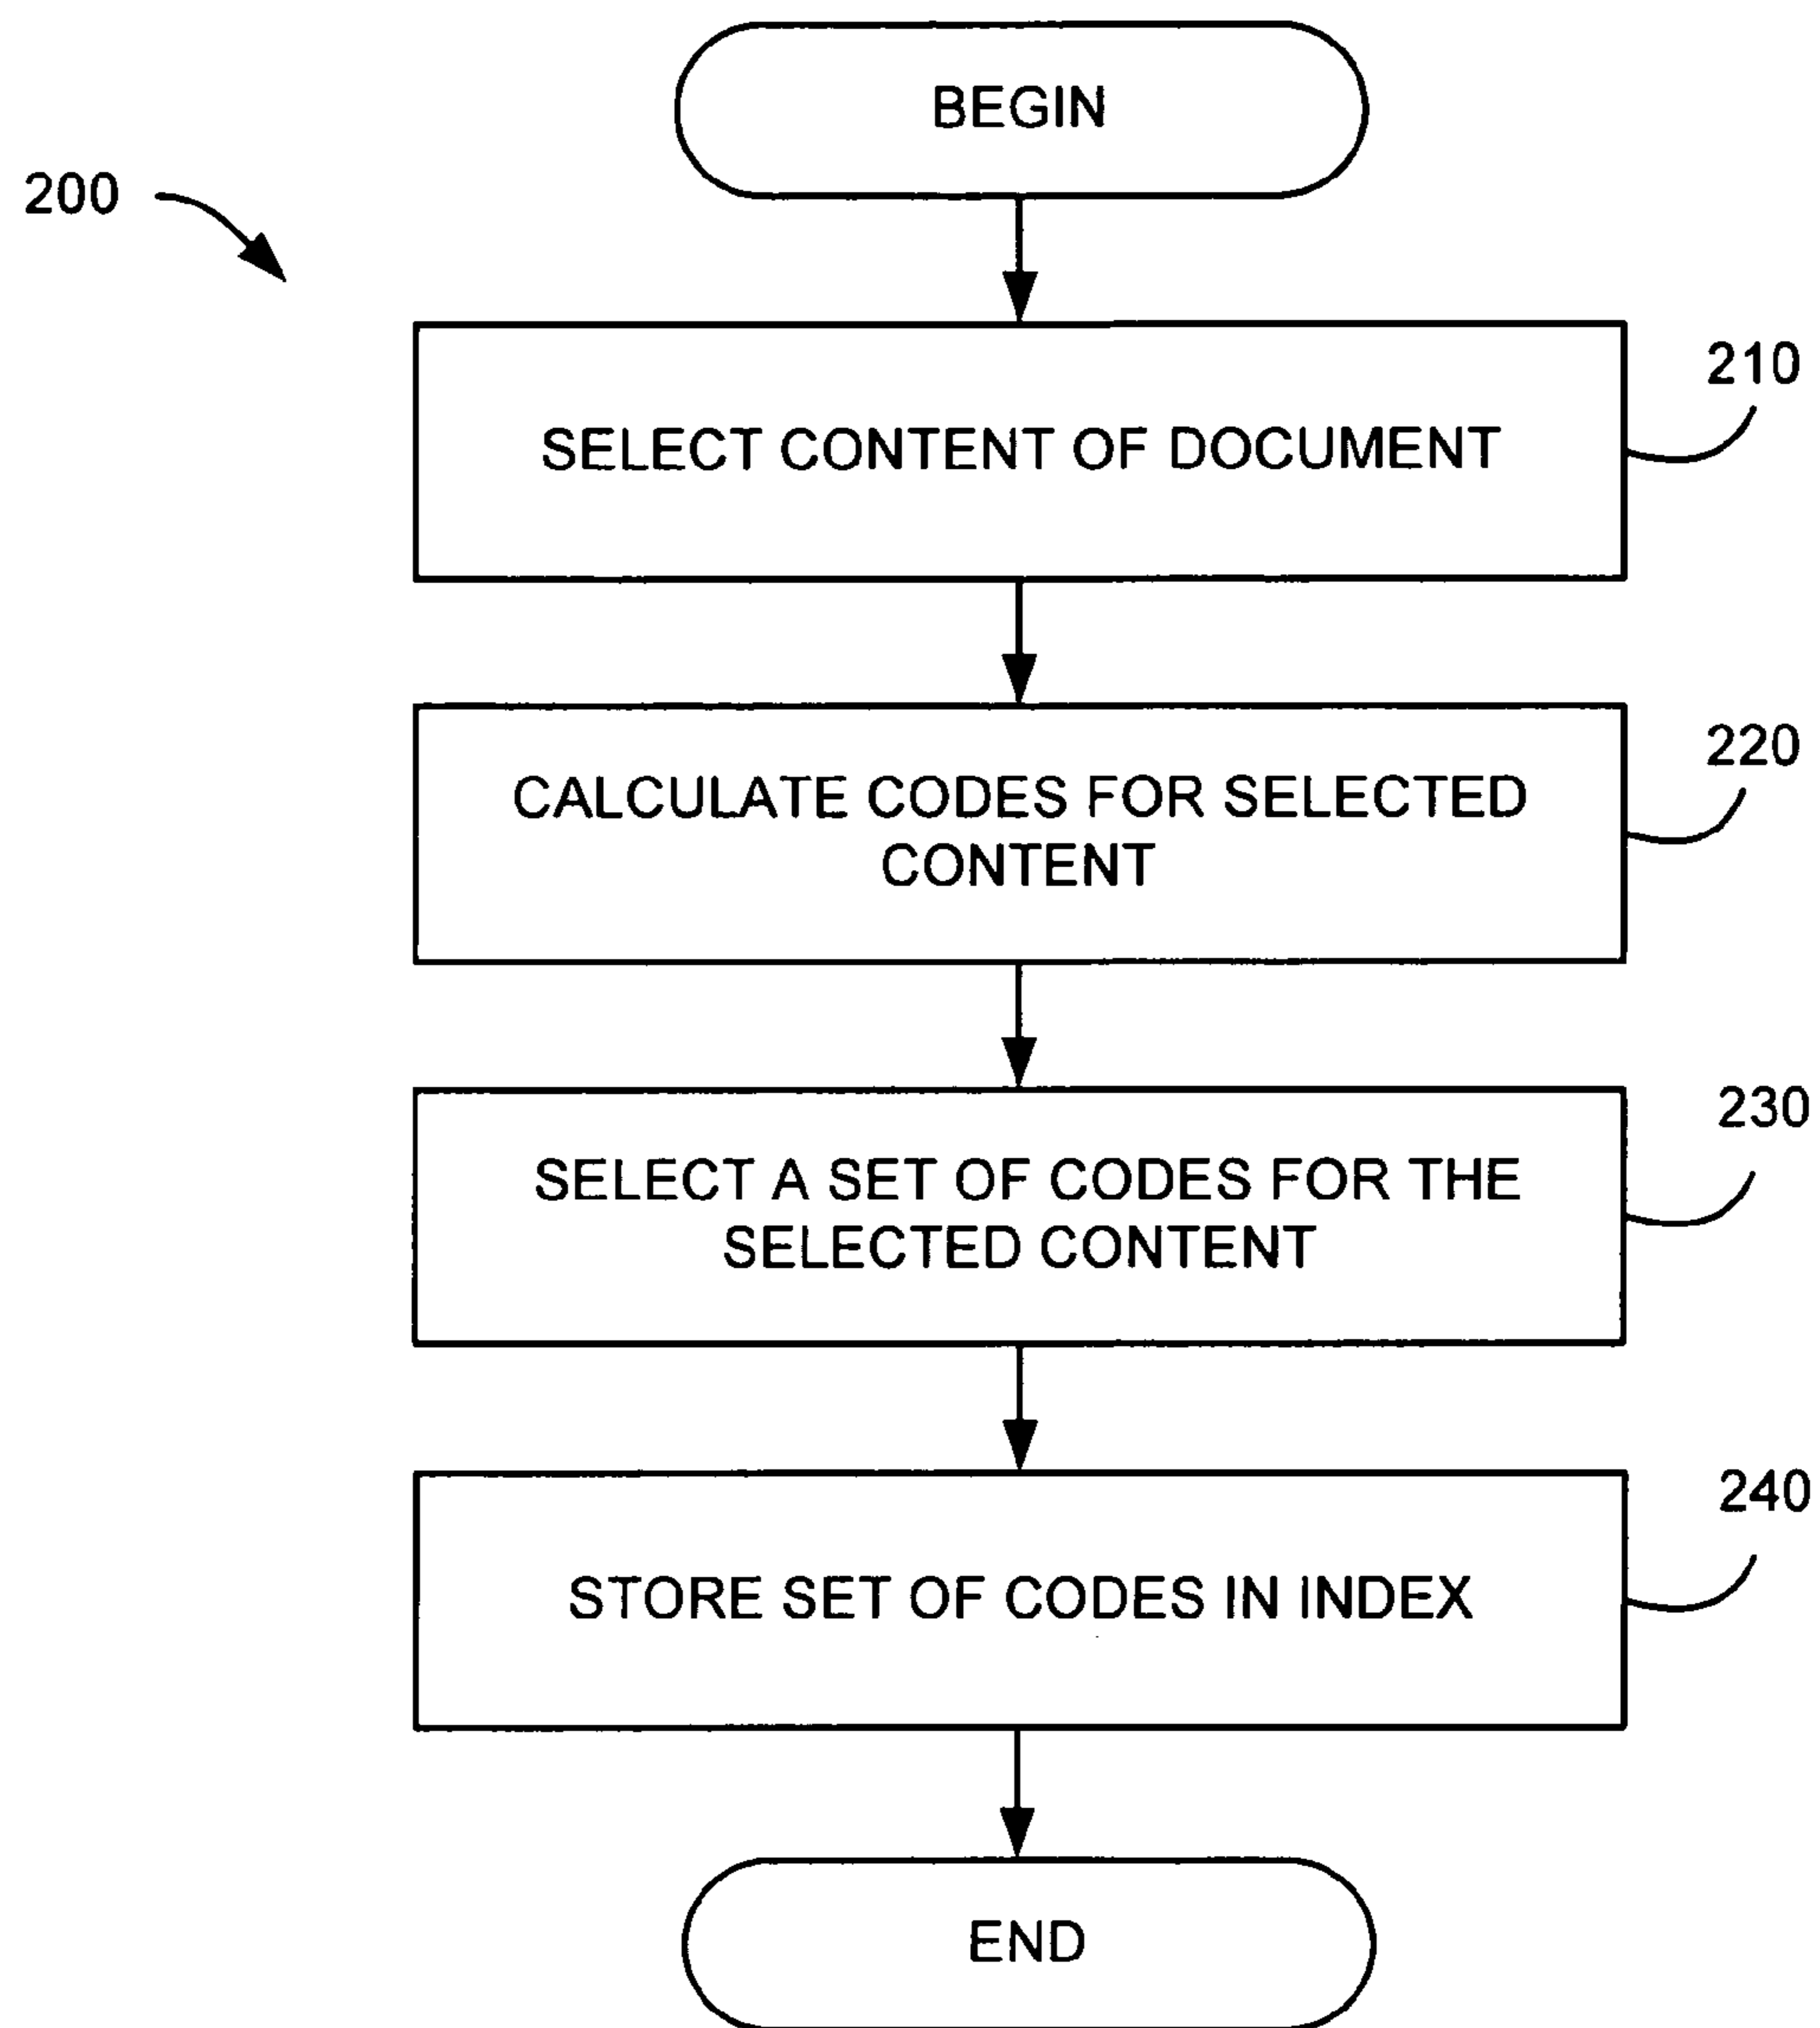 BEGIN
200
210
SELECT CONTENT OF DOCUMENT
220
CALCULATE CODES FOR SELECTED
CONTENT
230
SELECT A SET OF CODES FOR THE
SELECTED CONTENT
240
STORE SET OF CODES IN INDEX
END